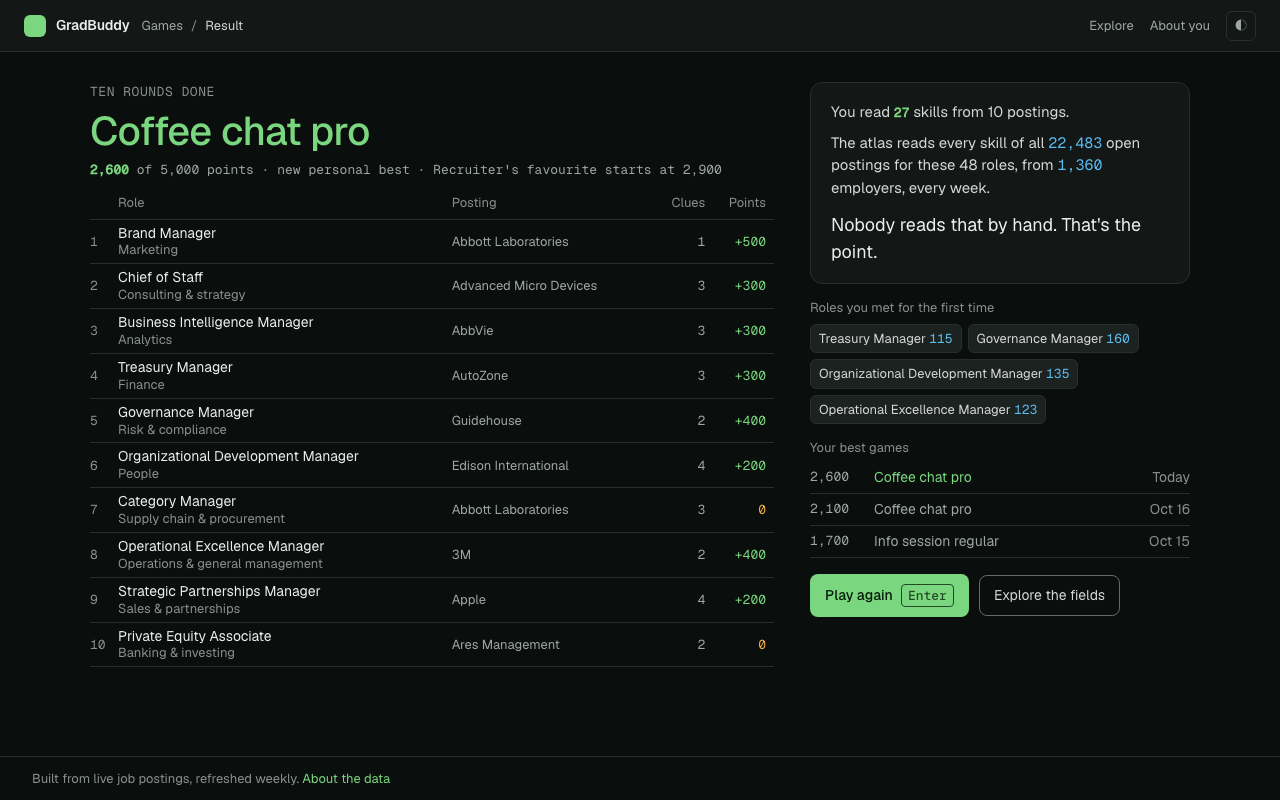 GradBuddy Games / Result Explore About you
TEN ROUNDS DONE
Coffee chat pro
2,600 of 5,000 points · new personal best · Recruiter's favourite starts at 2,900
Role Posting Clues Points
1 Brand Manager Abbott Laboratories 1 +500
Marketing
2 Chief of Staff Advanced Micro Devices 3 +300
Consulting & strategy
3 Business Intelligence Manager AbbVie 3 +300
Analytics
4 Treasury Manager AutoZone 3 +300
Finance
5 Governance Manager Guidehouse 2 +400
Risk & compliance
6 Organizational Development Manager Edison International 4 +200
People
7 Category Manager Abbott Laboratories 3 0
Supply chain & procurement
8 Operational Excellence Manager 3M 2 +400
Operations & general management
9 Strategic Partnerships Manager Apple 4 +200
Sales & partnerships
10 Private Equity Associate Ares Management 2 0
Banking & investing
You read 27 skills from 10 postings.
The atlas reads every skill of all 22,483 open
postings for these 48 roles, from 1,360
employers, every week.
Nobody reads that by hand. That's the
point.
Roles you met for the first time
Treasury Manager 115 Governance Manager 160
Organizational Development Manager 135
Operational Excellence Manager 123
Your best games
2,600 Coffee chat pro Today
2,100 Coffee chat pro Oct 16
1,700 Info session regular Oct 15
Play again Enter Explore the fields
Built from live job postings, refreshed weekly. About the data